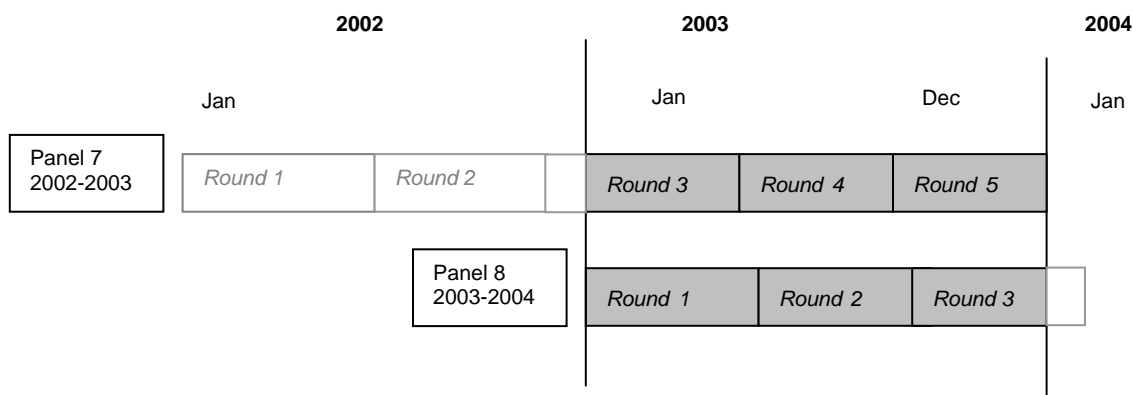 2002 2003 2004
Jan Jan Dec Jan
Panel 7
2002-2003
Round 1 Round 2 Round 3 Round 4 Round 5
Panel 8
2003-2004
Round 1 Round 2 Round 3